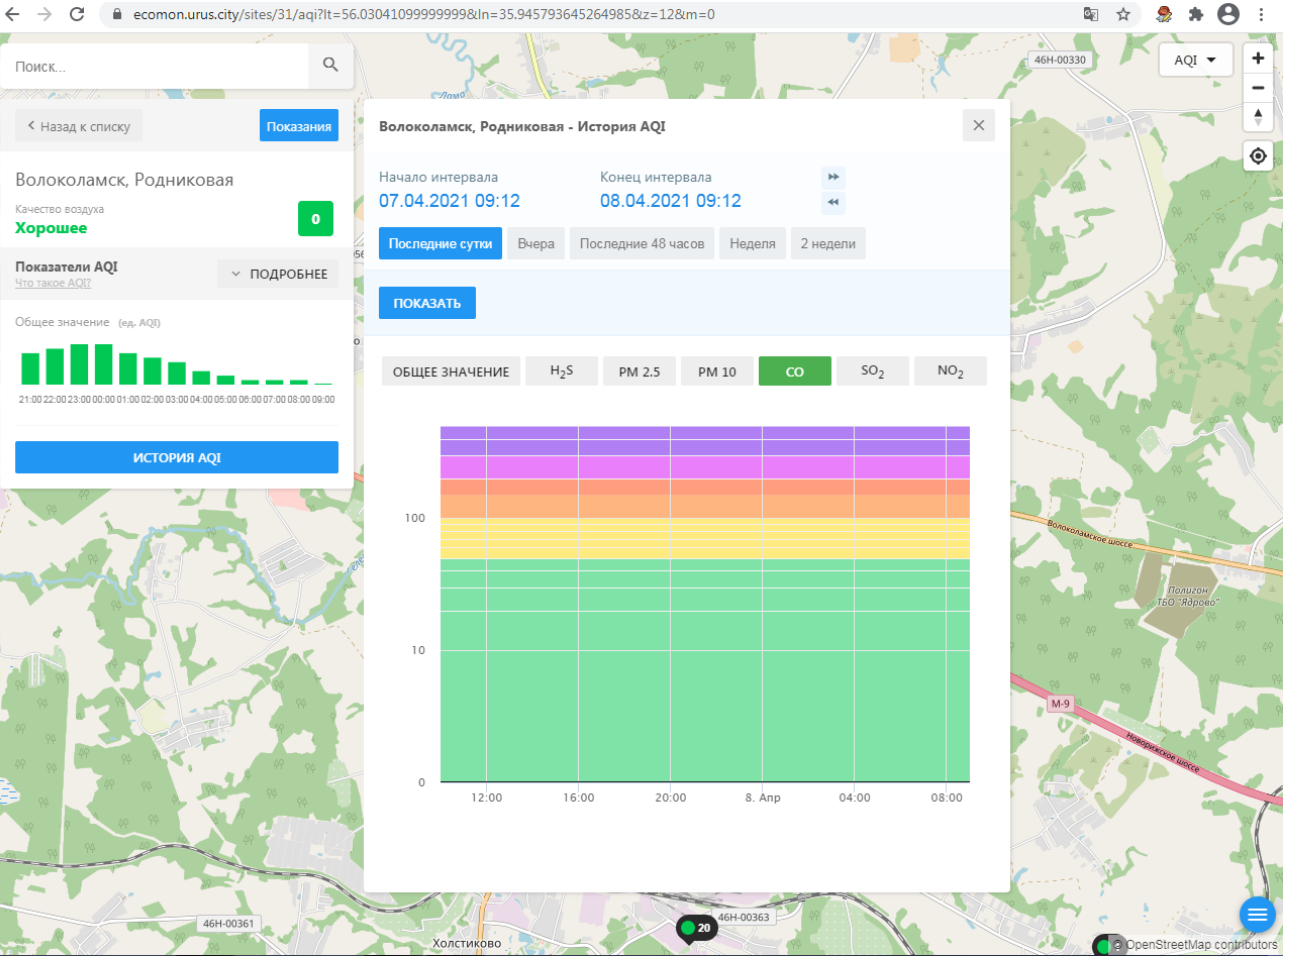 ecomon.urus.city/sites/31/aqi?lt=56.03041099999999&ln=35.945793645264985&z=12&m=0
Поиск...
46Н-00330
AQI
Лама
Назад к списку
Показания
Волоколамск, Родниковая
Качество воздуха
Хорошее
0
Показатели AQI
Что такое AQI?
ПОДРОБНЕЕ
Общее значение (ед. AQI)
21:00 22:00 23:00 00:00 01:00 02:00 03:00 04:00 05:00 06:00 07:00 08:00 09:00
ИСТОРИЯ AQI
Волоколамск, Родниковая - История AQI
Начало интервала
07.04.2021 09:12
Конец интервала
08.04.2021 09:12
Последние сутки
Вчера
Последние 48 часов
Неделя
2 недели
ПОКАЗАТЬ
ОБЩЕЕ ЗНАЧЕНИЕ
H₂S
PM 2.5
PM 10
CO
SO₂
NO₂
100
10
0
12:00 16:00 20:00 8. Апр 04:00 08:00
Волоколамское шоссе
Полигон
ТБО "Ядрово"
М-9
Новорижское шоссе
46Н-00361
Холстиково
20
46Н-00363
© OpenStreetMap contributors